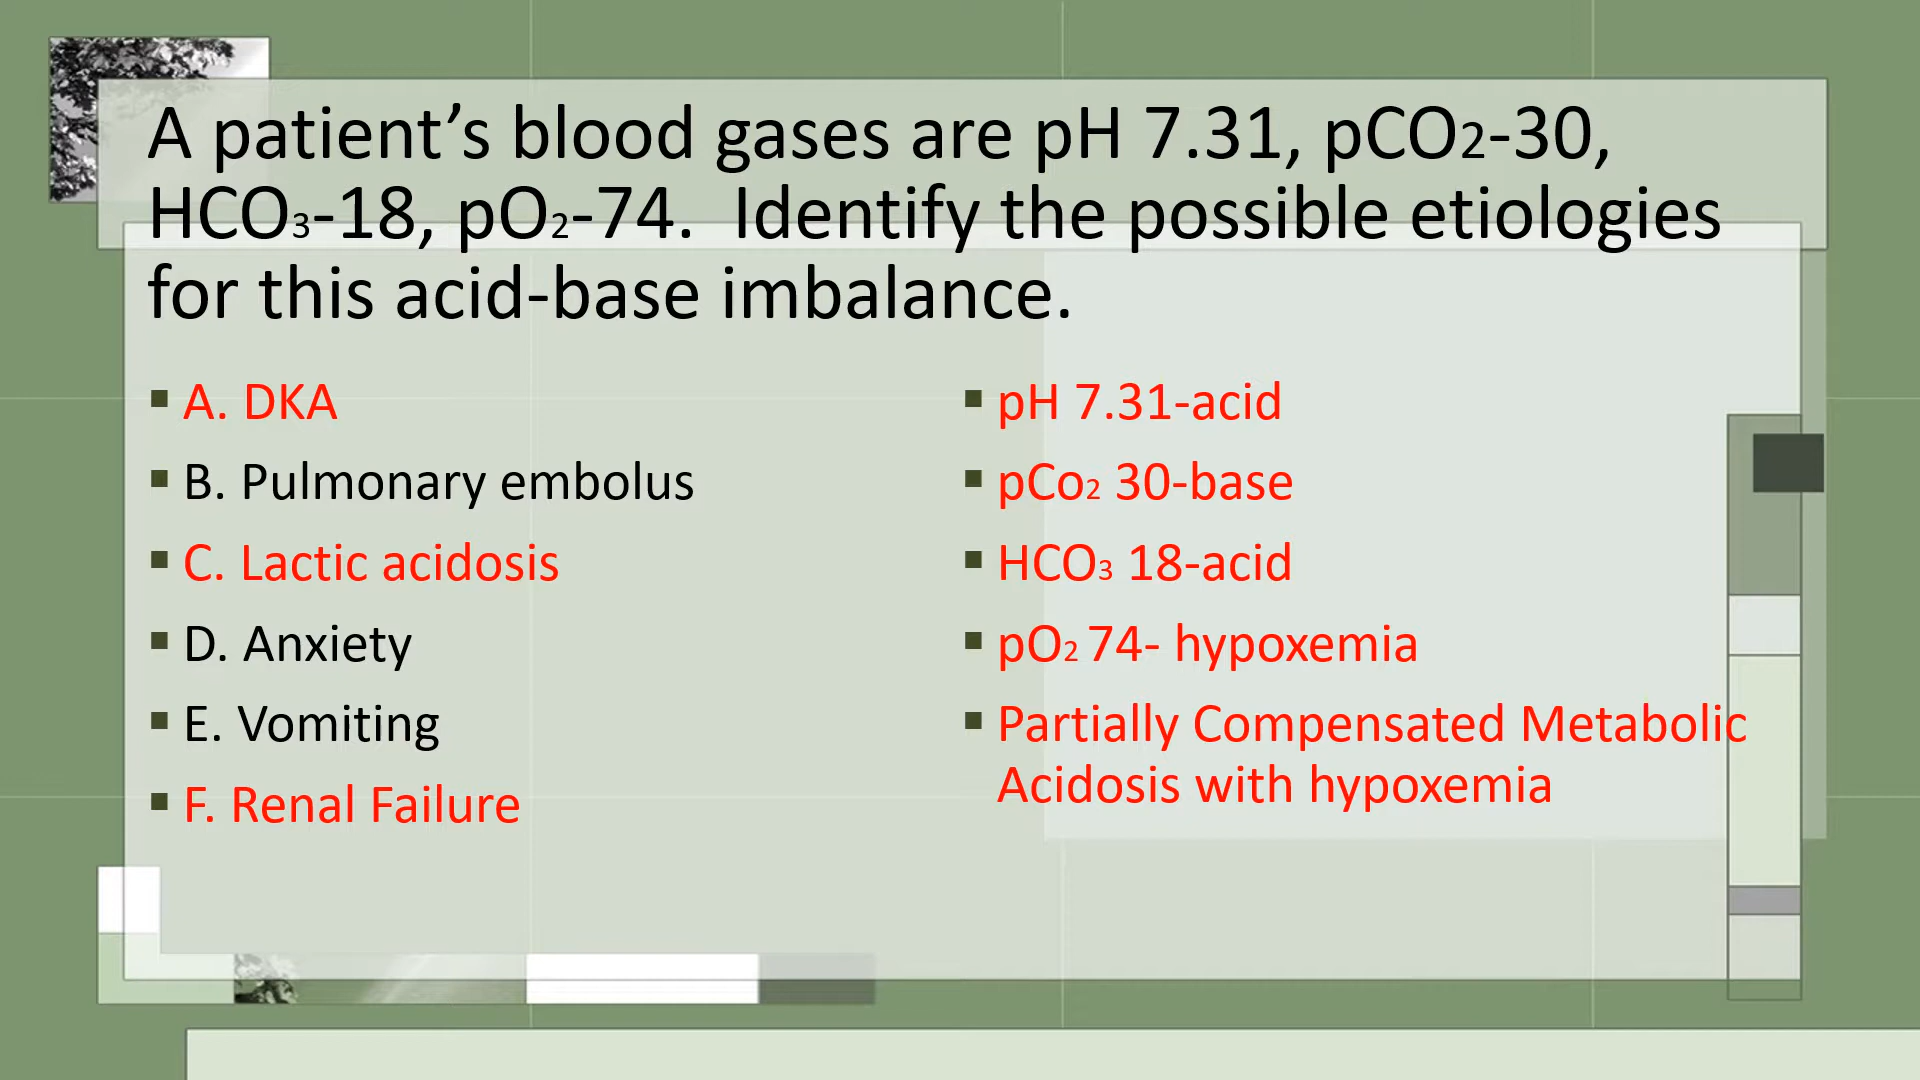 A patient’s blood gases are pH 7.31, pCO2-30,
HCO3-18, pO2-74.  Identify the possible etiologies
for this acid-base imbalance.
A. DKA
B. Pulmonary embolus
C. Lactic acidosis
D. Anxiety
E. Vomiting
F. Renal Failure
pH 7.31-acid
pCo2 30-base
HCO3 18-acid
pO2 74- hypoxemia
Partially Compensated Metabolic
Acidosis with hypoxemia